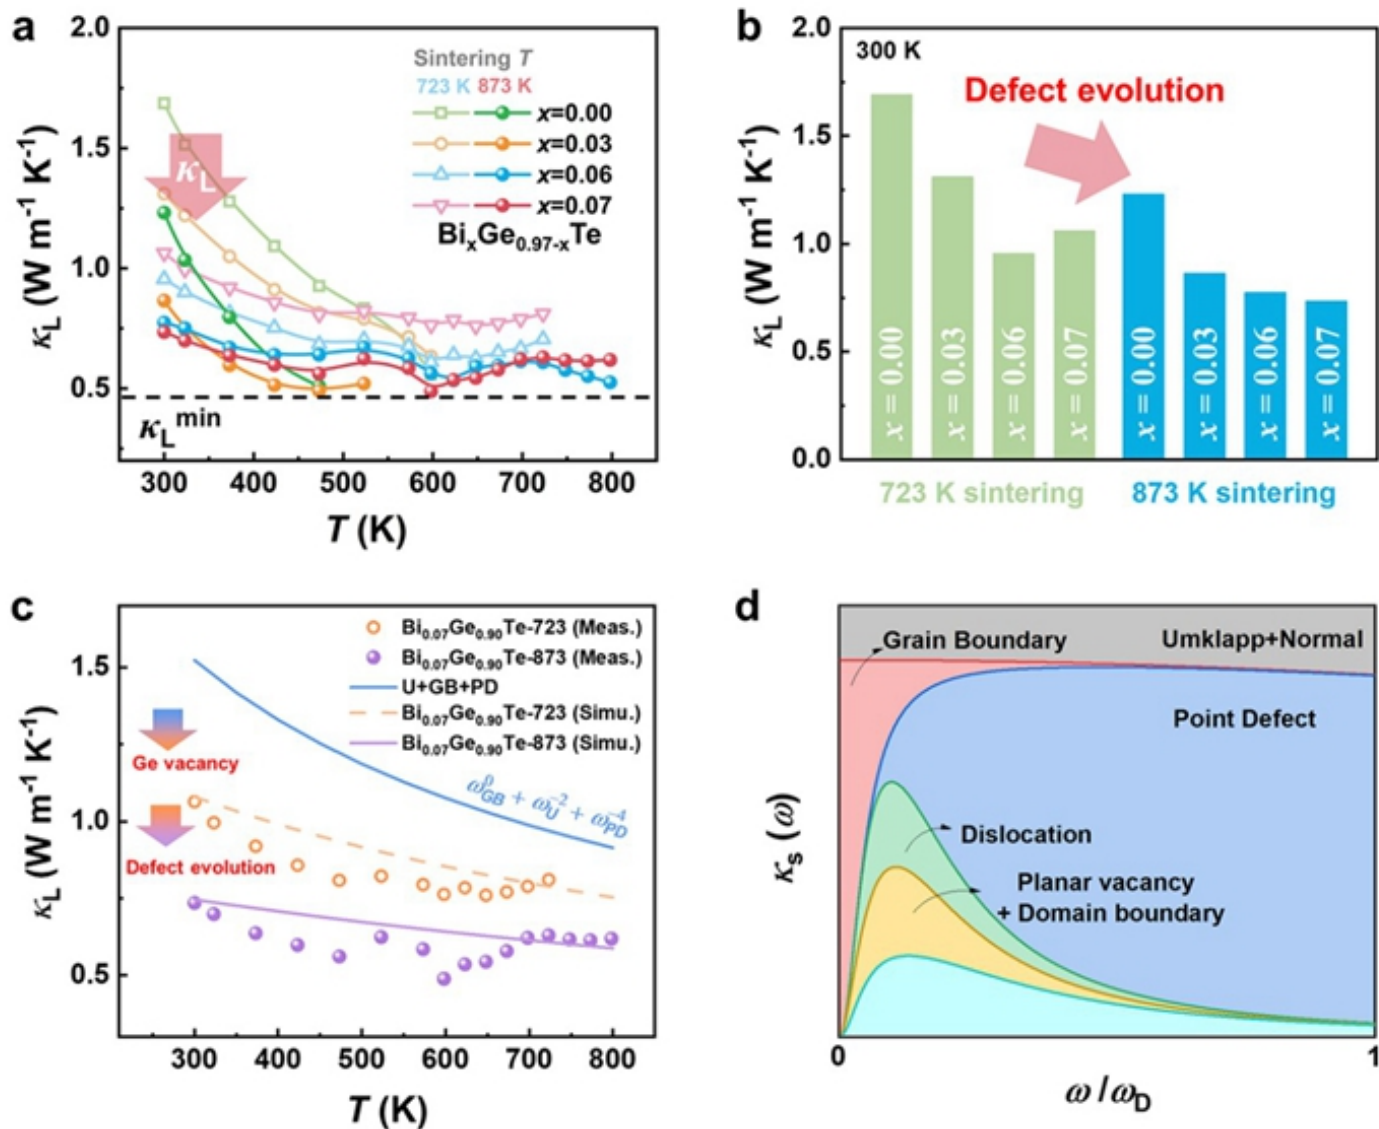 a
2.0
1.5
1.0
0.5
κL (W m-1 K-1)
300 400 500 600 700 800
T (K)
Sintering T
723 K 873 K
x=0.00
x=0.03
x=0.06
x=0.07
BixGe0.97-xTe
κL
κLmin
b
2.0
1.5
1.0
0.5
0.0
κL (W m-1 K-1)
300 K
Defect evolution
x = 0.00
x = 0.03
x = 0.06
x = 0.07
x = 0.00
x = 0.03
x = 0.06
x = 0.07
723 K sintering 873 K sintering
c
1.5
1.0
0.5
κL (W m-1 K-1)
300 400 500 600 700 800
T (K)
Bi0.07Ge0.90Te-723 (Meas.)
Bi0.07Ge0.90Te-873 (Meas.)
U+GB+PD
Bi0.07Ge0.90Te-723 (Simu.)
Bi0.07Ge0.90Te-873 (Simu.)
Ge vacancy
Defect evolution
ω0GB + ω-2U + ω-4PD
d
Grain Boundary
Umklapp+Normal
Point Defect
Dislocation
Planar vacancy
+ Domain boundary
κs (ω)
0 1
ω /ωD